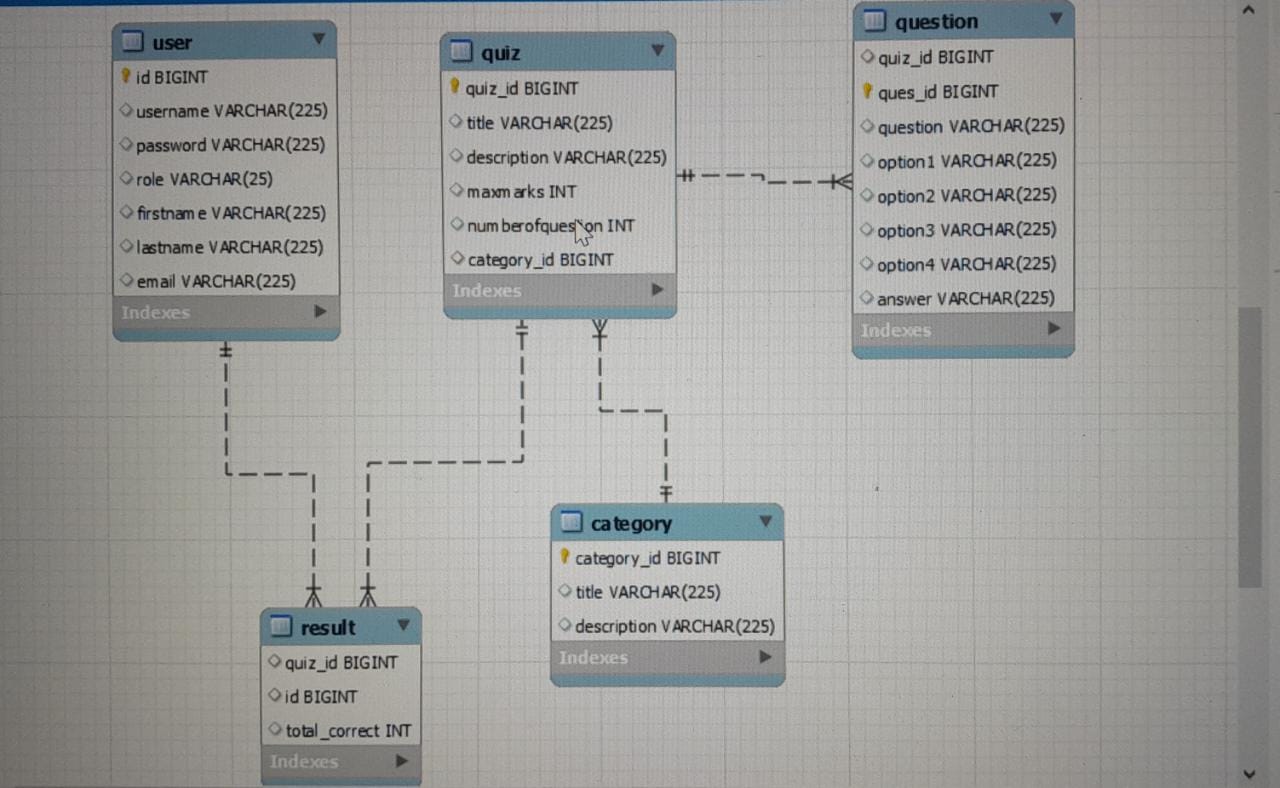 user
id BIGINT
username VARCHAR(225)
password VARCHAR(225)
role VARCHAR(25)
firstname VARCHAR(225)
lastname VARCHAR(225)
email VARCHAR(225)
Indexes
quiz
quiz_id BIGINT
title VARCHAR(225)
description VARCHAR(225)
maxmarks INT
numberofquestion INT
category_id BIGINT
Indexes
question
quiz_id BIGINT
ques_id BIGINT
question VARCHAR(225)
option1 VARCHAR(225)
option2 VARCHAR(225)
option3 VARCHAR(225)
option4 VARCHAR(225)
answer VARCHAR(225)
Indexes
category
category_id BIGINT
title VARCHAR(225)
description VARCHAR(225)
Indexes
result
quiz_id BIGINT
id BIGINT
total_correct INT
Indexes